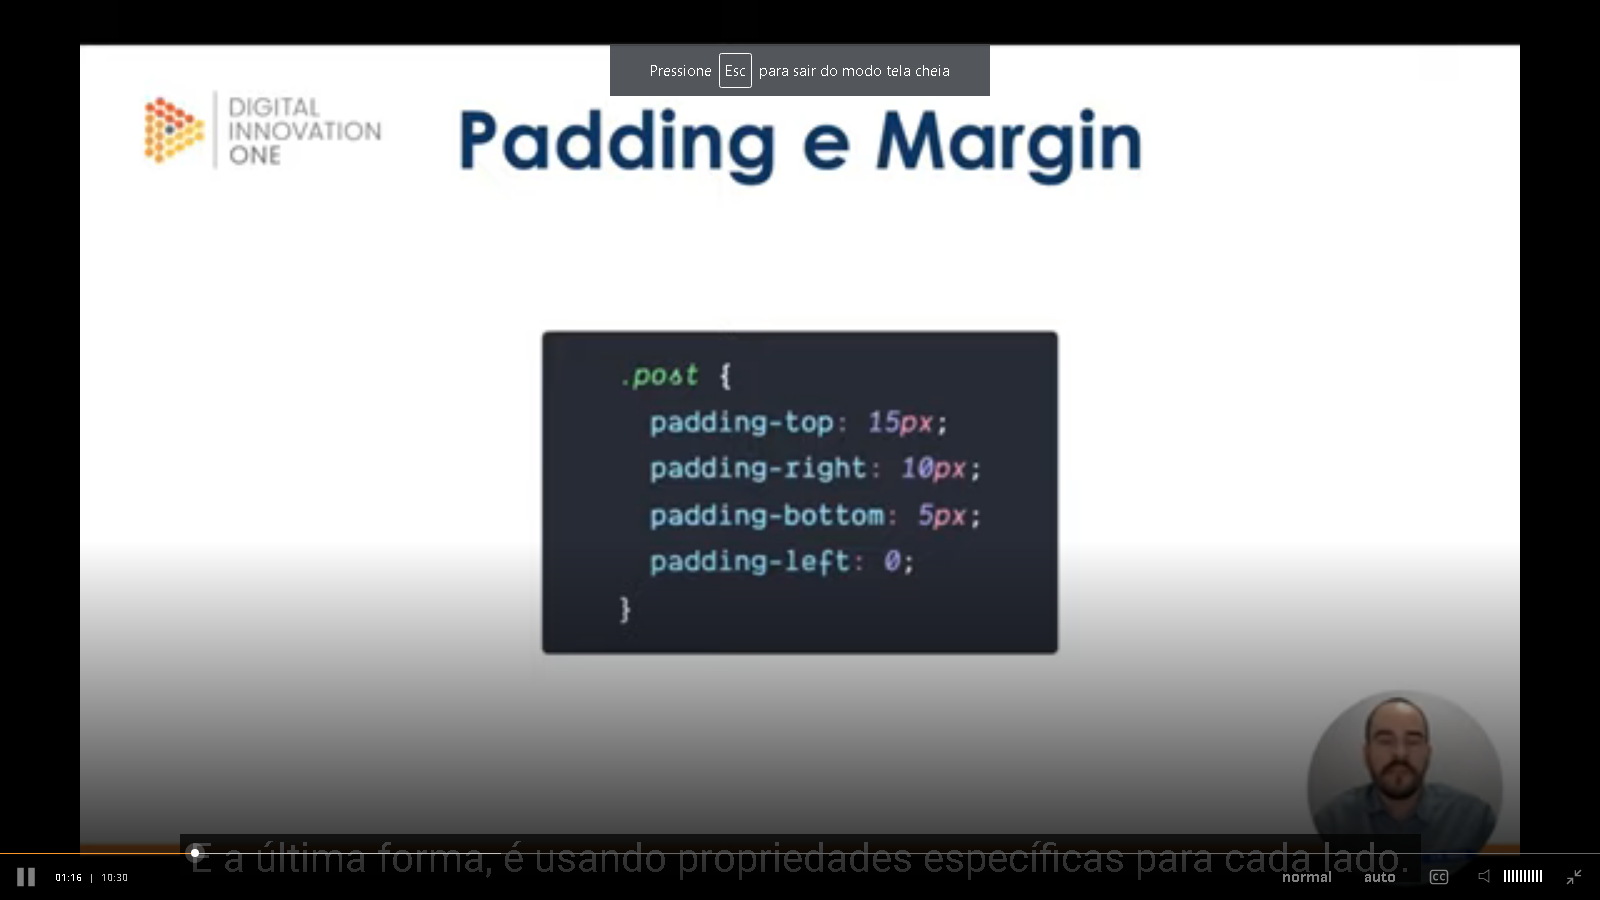 Pressione Esc para sair do modo tela cheia
DIGITAL
INNOVATION
ONE
Padding e Margin
.post {
padding-top: 15px;
padding-right: 10px;
padding-bottom: 5px;
padding-left: 0;
}
E a última forma, é usando propriedades específicas para cada lado.
01:16 | 10:30
normal auto CC